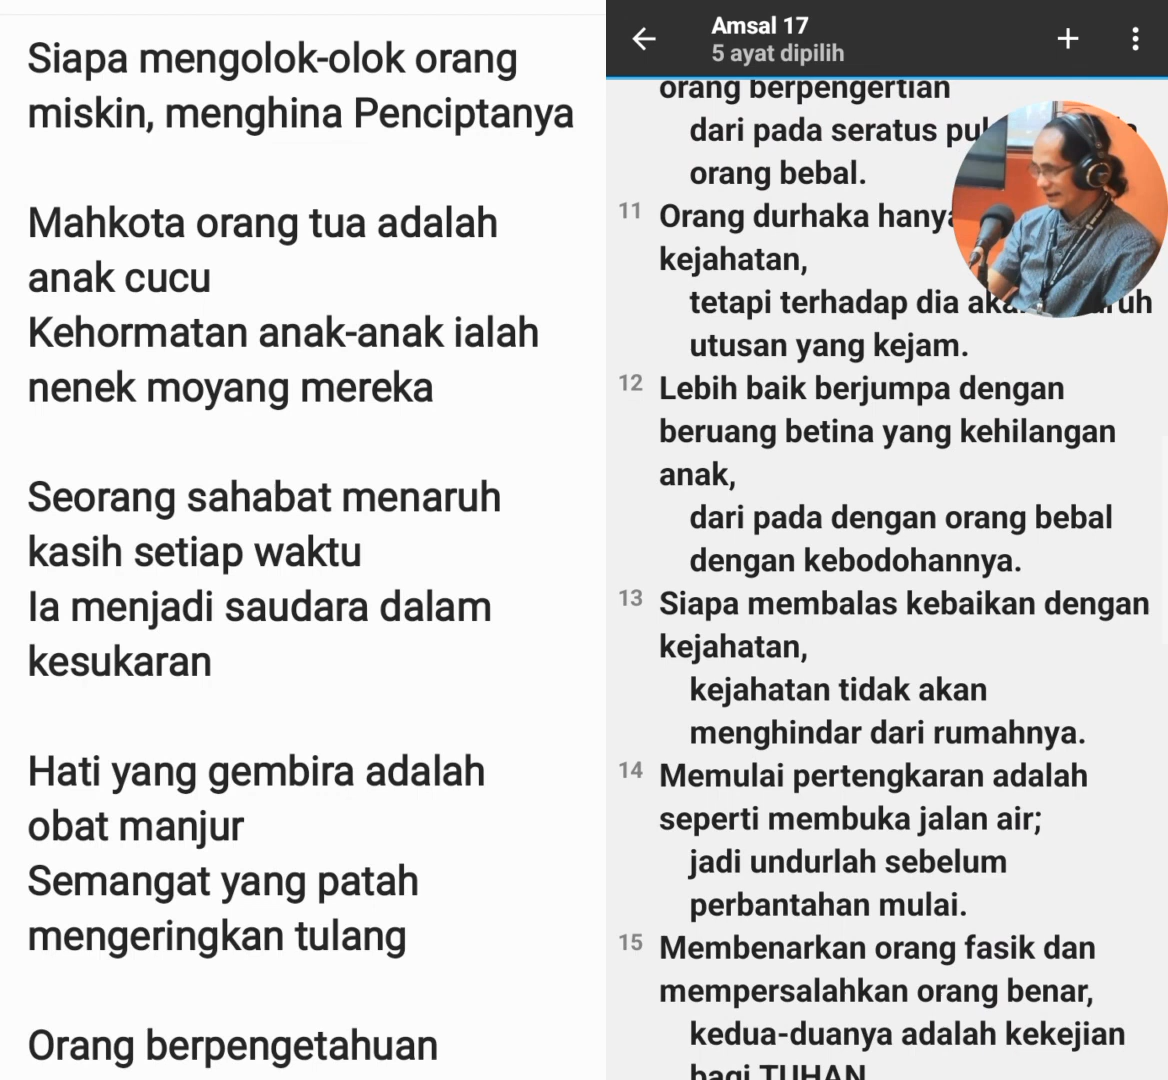 Siapa mengolok-olok orang
miskin, menghina Penciptanya
Mahkota orang tua adalah
anak cucu
Kehormatan anak-anak ialah
nenek moyang mereka
Seorang sahabat menaruh
kasih setiap waktu
Ia menjadi saudara dalam
kesukaran
Hati yang gembira adalah
obat manjur
Semangat yang patah
mengeringkan tulang
Orang berpengetahuan
Amsal 17
5 ayat dipilih
orang berpengertian
dari pada seratus
orang bebal.
11 Orang durhaka
kejahatan,
tetapi terhadap dia
utusan yang kejam.
12 Lebih baik berjumpa dengan
beruang betina yang kehilangan
anak,
dari pada dengan orang bebal
dengan kebodohannya.
13 Siapa membalas kebaikan dengan
kejahatan,
kejahatan tidak akan
menghindar dari rumahnya.
14 Memulai pertengkaran adalah
seperti membuka jalan air;
jadi undurlah sebelum
perbantahan mulai.
15 Membenarkan orang fasik dan
mempersalahkan orang benar,
kedua-duanya adalah kekejian
bagi TUHAN